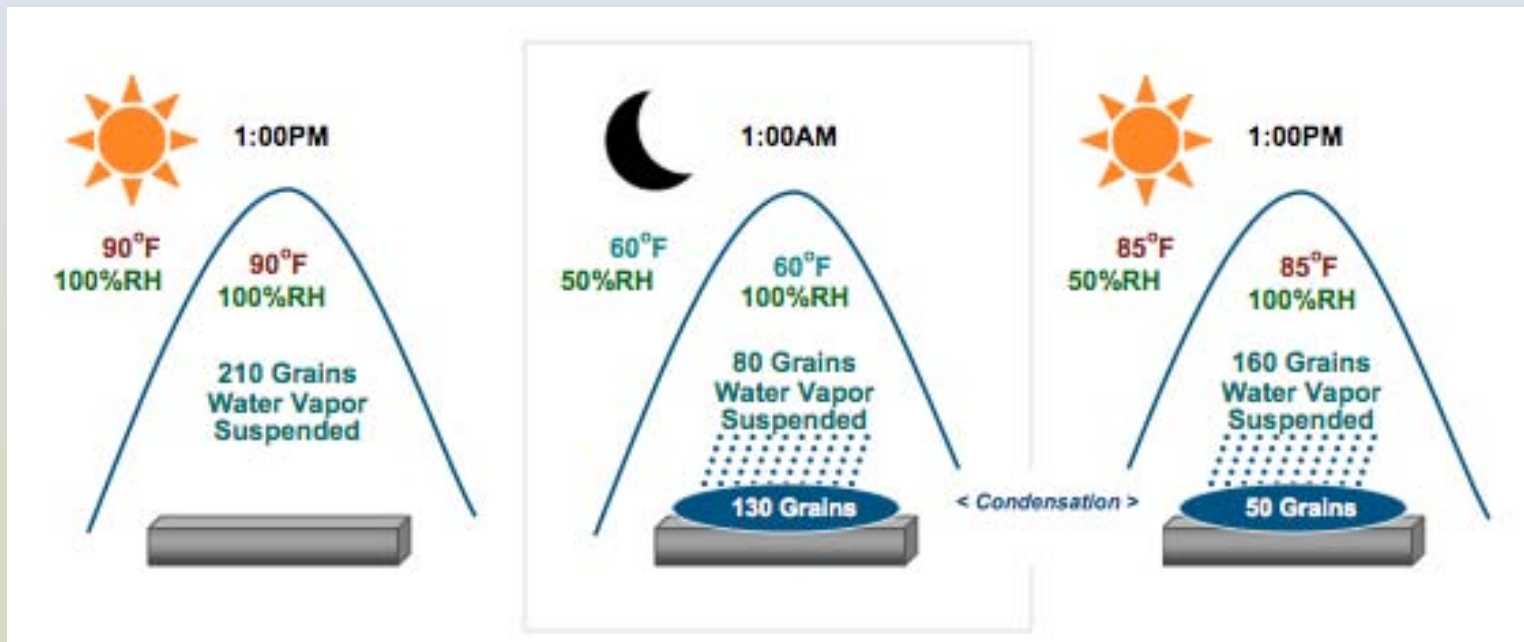 1:00PM
90°F
100%RH
90°F
100%RH
210 Grains
Water Vapor
Suspended
1:00AM
60°F
50%RH
60°F
100%RH
80 Grains
Water Vapor
Suspended
130 Grains
< Condensation >
1:00PM
85°F
50%RH
85°F
100%RH
160 Grains
Water Vapor
Suspended
50 Grains